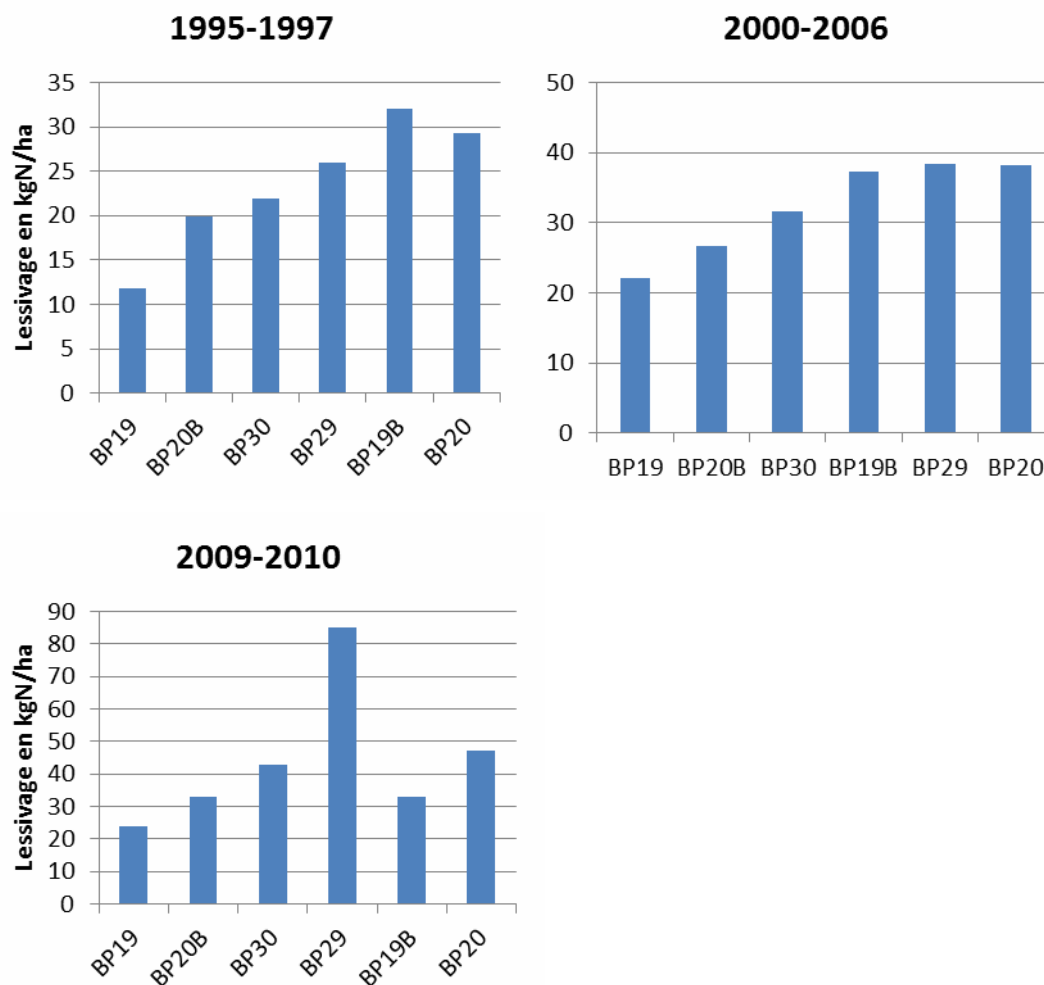 1995-1997
Lessivage en kgN/ha
35
30
25
20
15
10
5
0
BP19
BP20B
BP30
BP29
BP19B
BP20
2000-2006
50
40
30
20
10
0
BP19 BP20B BP30 BP19B BP29 BP20
2009-2010
Lessivage en kgN/ha
90
80
70
60
50
40
30
20
10
0
BP19
BP20B
BP30
BP29
BP19B
BP20